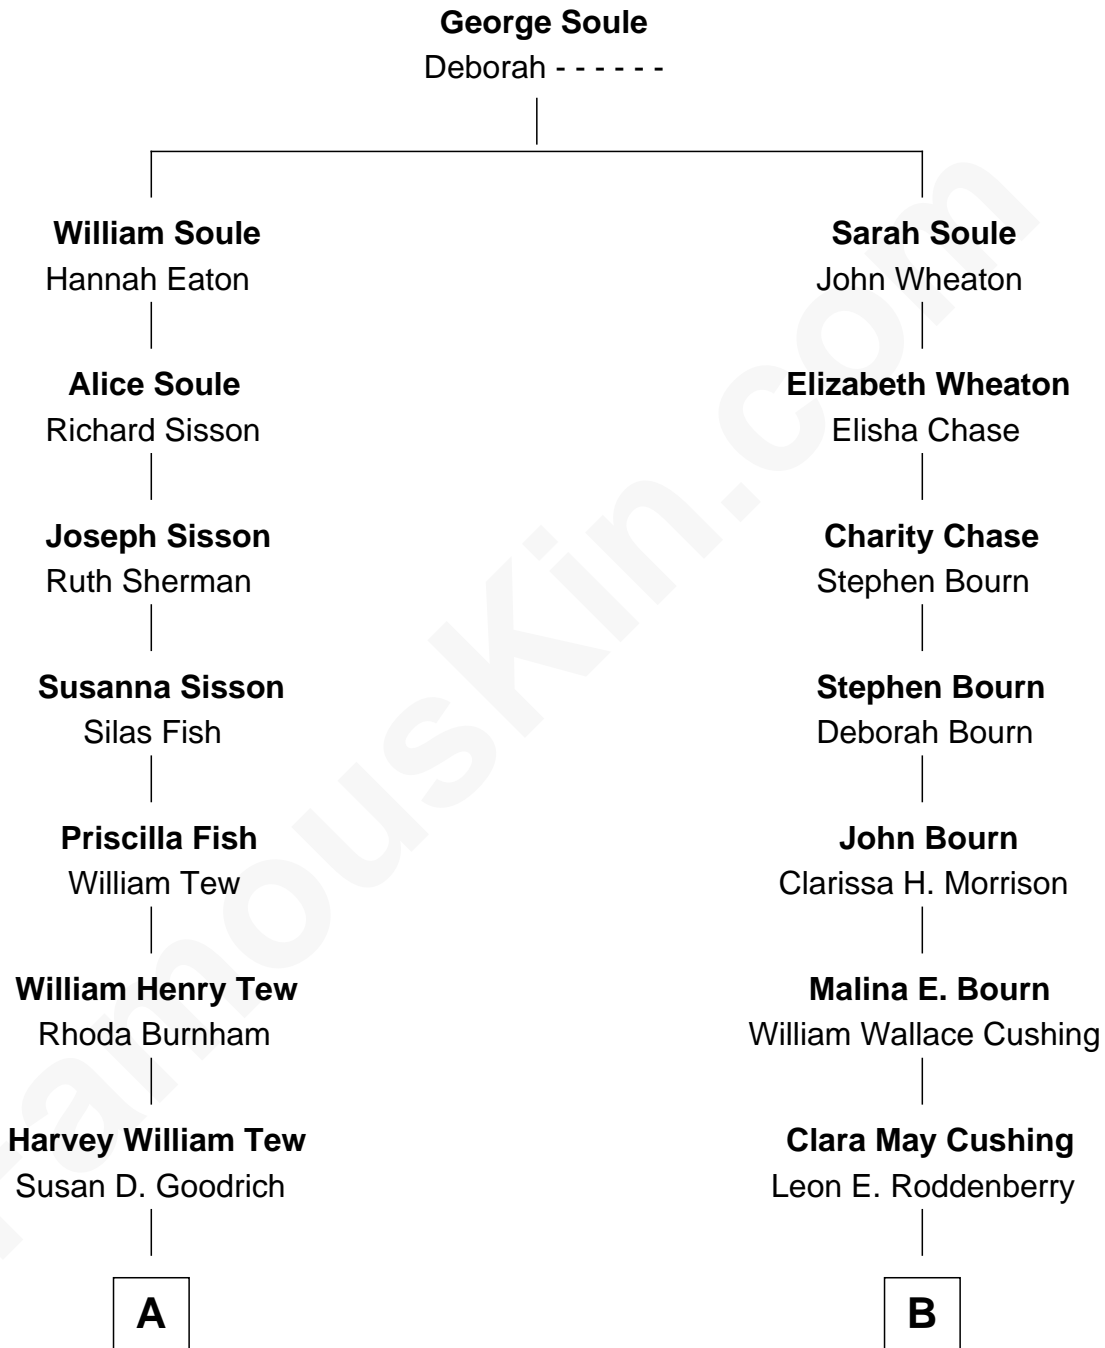 George Soule
Deborah - - - - - -
William Soule
Hannah Eaton
Sarah Soule
John Wheaton
Alice Soule
Richard Sisson
Elizabeth Wheaton
Elisha Chase
Joseph Sisson
Ruth Sherman
Charity Chase
Stephen Bourn
Susanna Sisson
Silas Fish
Stephen Bourn
Deborah Bourn
Priscilla Fish
William Tew
John Bourn
Clarissa H. Morrison
William Henry Tew
Rhoda Burnham
Malina E. Bourn
William Wallace Cushing
Harvey William Tew
Susan D. Goodrich
Clara May Cushing
Leon E. Roddenberry
A
B
FamousKin.com